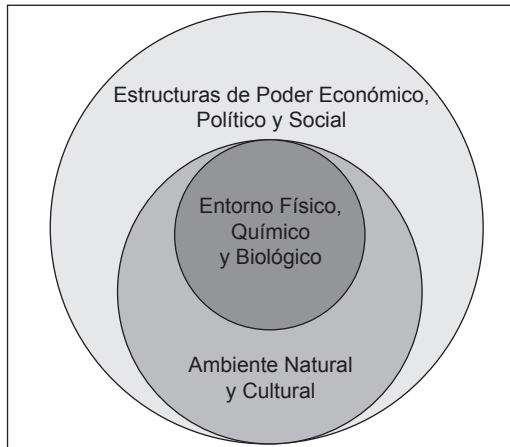 Estructuras de Poder Económico,
Político y Social
Entorno Físico,
Químico
y Biológico
Ambiente Natural
y Cultural